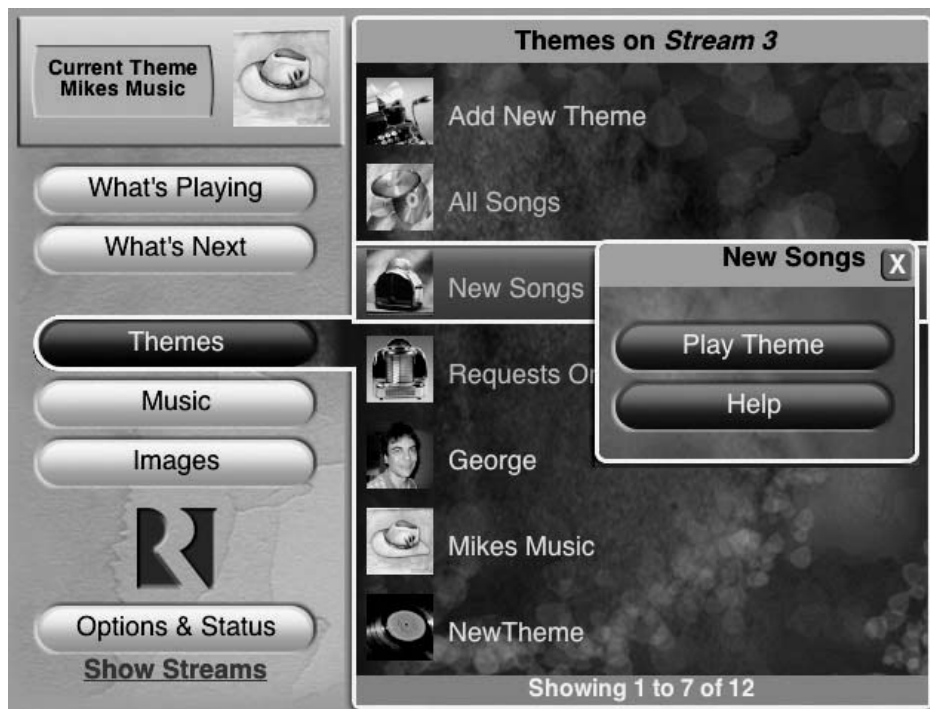 Current Theme
Mikes Music
What's Playing
What's Next
Themes
Music
Images
R
Options & Status
Show Streams
Themes on Stream 3
Add New Theme
All Songs
New Songs
Requests
George
Mikes Music
NewTheme
Showing 1 to 7 of 12
New Songs
X
Play Theme
Help